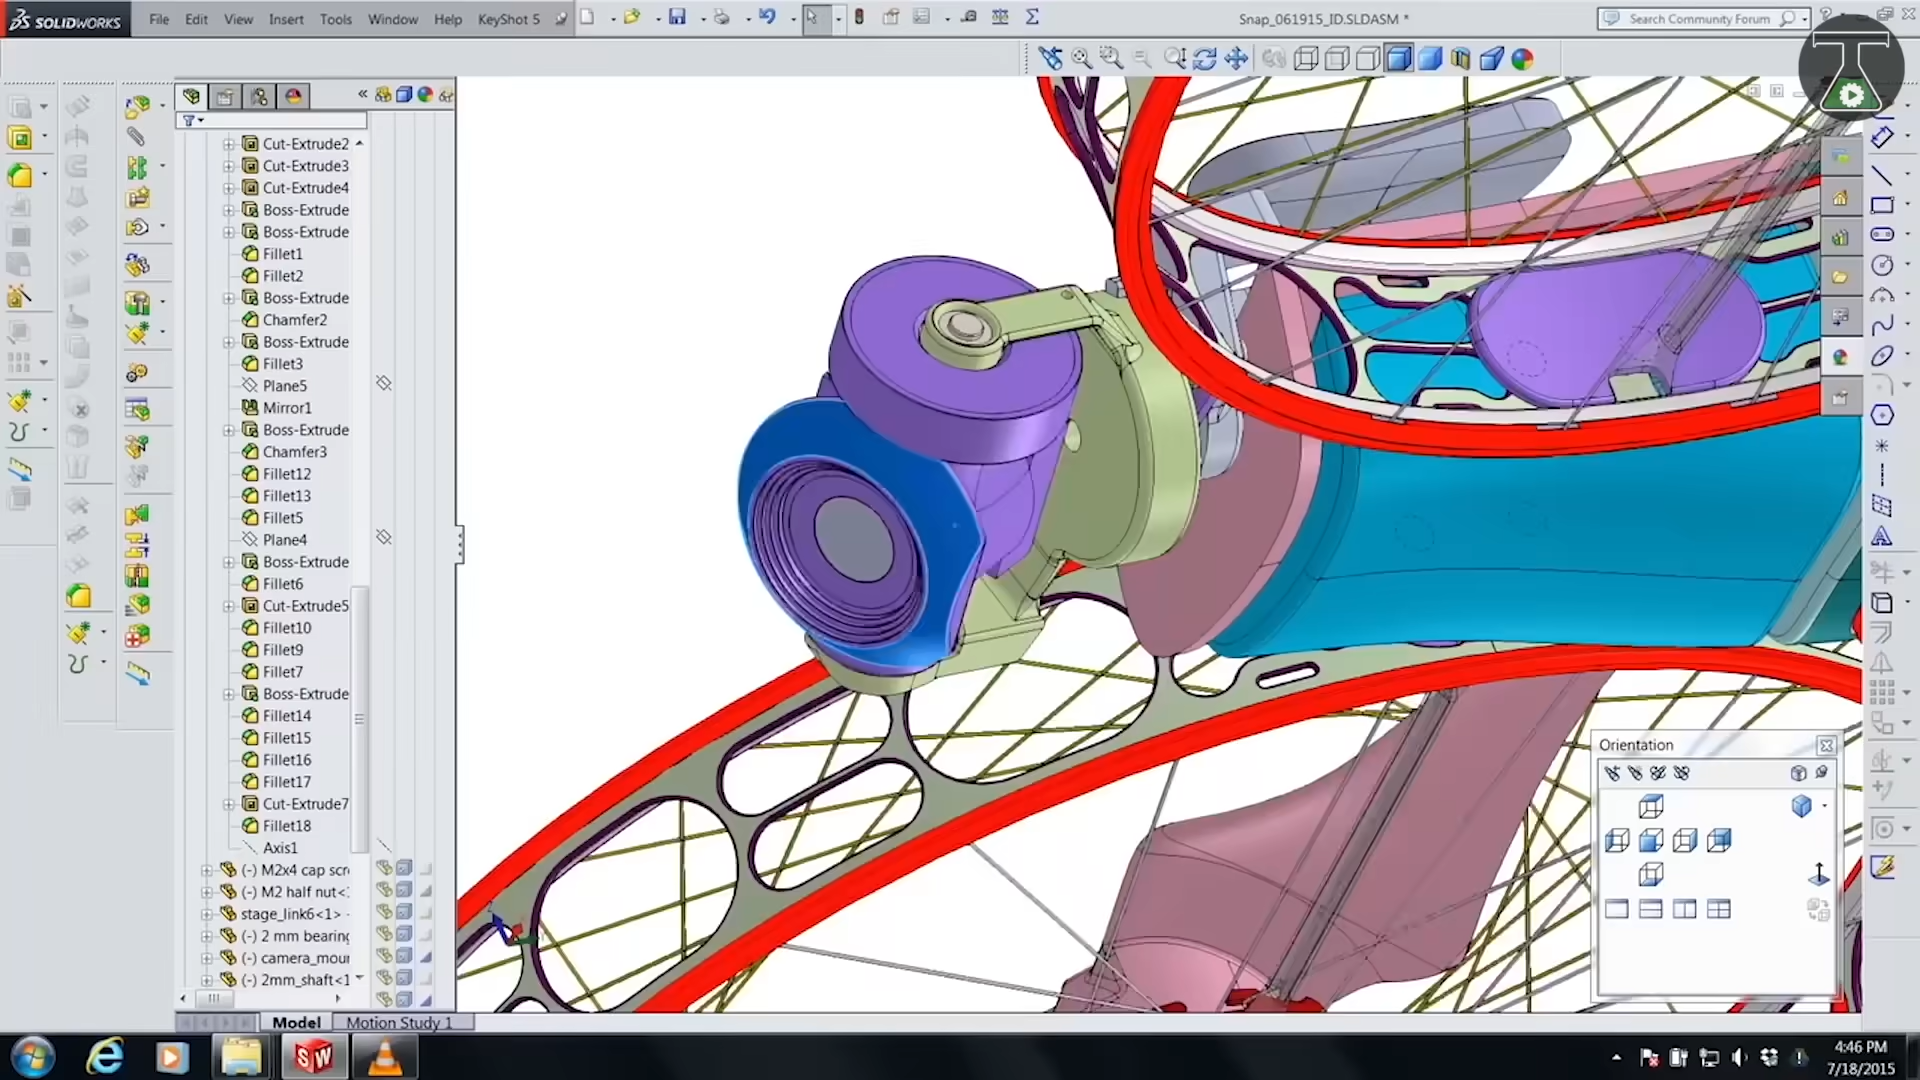 SOLIDWORKS File Edit View Insert Tools Window Help KeyShot 5
Snap_061915_ID.SLDASM *
Search Community Forum
Cut-Extrude2
Cut-Extrude3
Cut-Extrude4
Boss-Extrude
Boss-Extrude
Fillet1
Fillet2
Boss-Extrude
Chamfer2
Boss-Extrude
Fillet3
Plane5
Mirror1
Boss-Extrude
Chamfer3
Fillet12
Fillet13
Fillet5
Plane4
Boss-Extrude
Fillet6
Cut-Extrude5
Fillet10
Fillet9
Fillet7
Boss-Extrude
Fillet14
Fillet15
Fillet16
Fillet17
Cut-Extrude7
Fillet18
Axis1
(-) M2x4 cap scr
(-) M2 half nut<
stage_link6<1>
(-) 2 mm bearing
(-) camera_mour
(-) 2mm_shaft<1
Model Motion Study 1
Orientation
SW
4:46 PM
7/18/2015